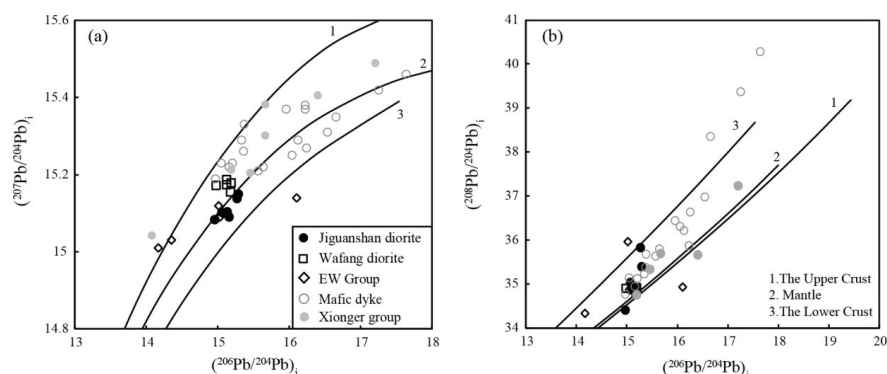 (a)
15.6
15.4
15.2
15
14.8
(²⁰⁷Pb/²⁰⁴Pb)ᵢ
1
2
3
Jiguanshan diorite
Wafang diorite
EW Group
Mafic dyke
Xionger group
13 14 15 16 17 18
(²⁰⁶Pb/²⁰⁴Pb)ᵢ
(b)
41
40
39
38
37
36
35
34
(²⁰⁸Pb/²⁰⁴Pb)ᵢ
3
1
2
1.The Upper Crust
2. Mantle
3.The Lower Crust
13 14 15 16 17 18 19 20
(²⁰⁶Pb/²⁰⁴Pb)ᵢ